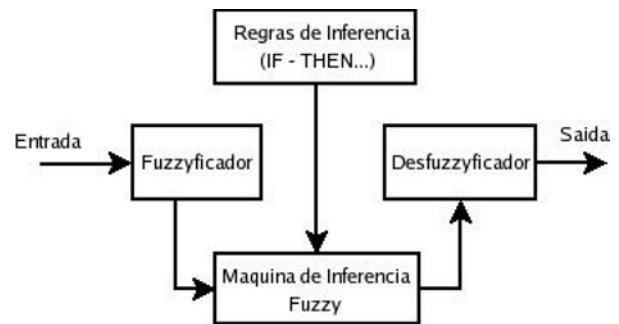 Regras de Inferencia
(IF - THEN...)
Entrada
Fuzzyficador
Desfuzzyficador
Saida
Maquina de Inferencia
Fuzzy